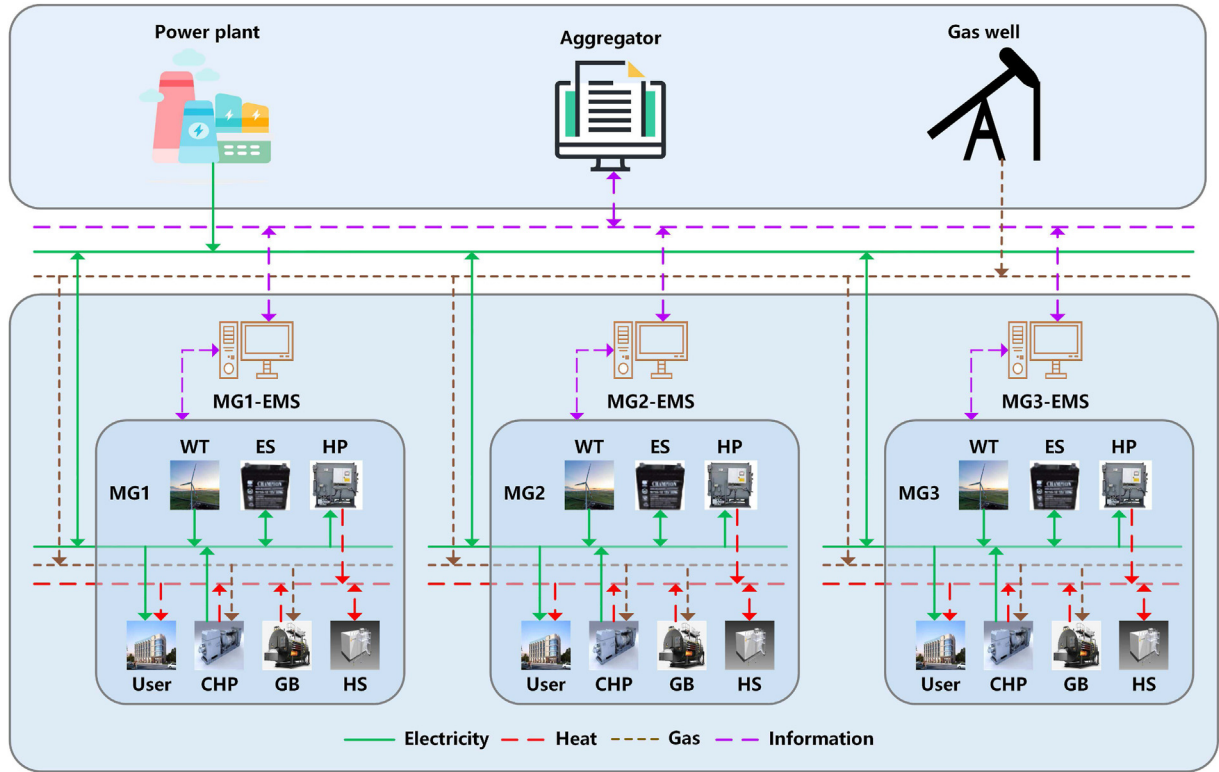 Power plant
Aggregator
Gas well
MG1-EMS
MG2-EMS
MG3-EMS
WT ES HP
MG1
User CHP GB HS
WT ES HP
MG2
User CHP GB HS
WT ES HP
MG3
User CHP GB HS
Electricity Heat Gas Information